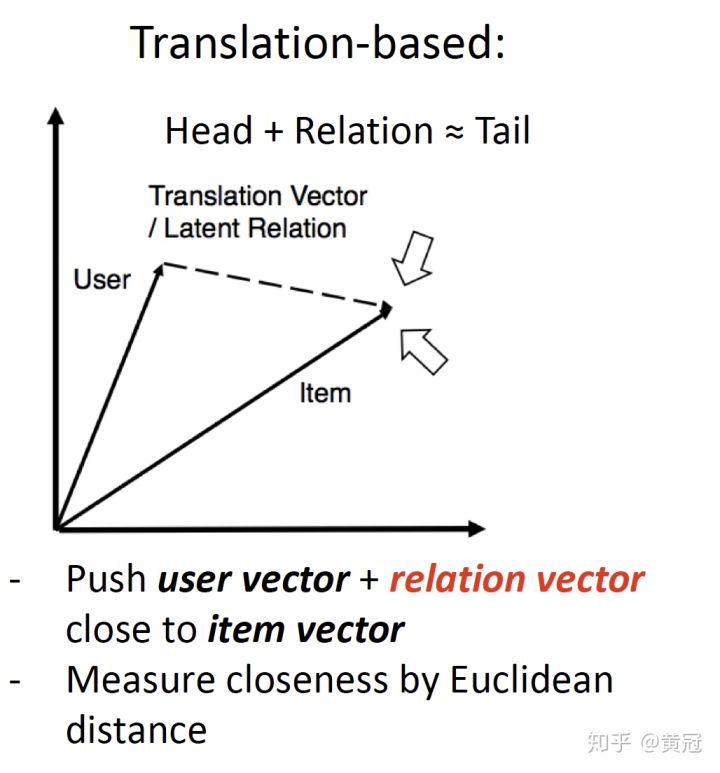 Translation-based:
Head + Relation ≈ Tail
Translation Vector
/ Latent Relation
User
Item
- Push user vector + relation vector
close to item vector
- Measure closeness by Euclidean
distance
知乎 @黄冠